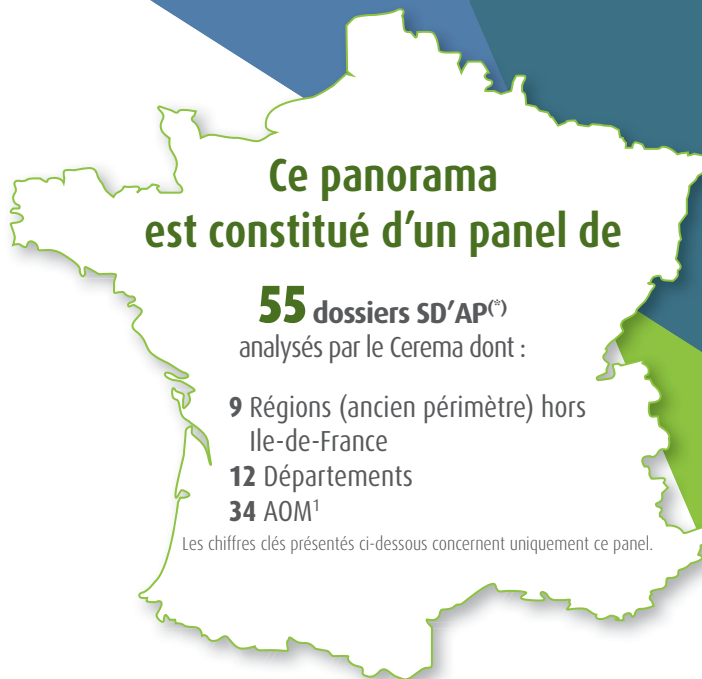 Ce panorama
est constitué d'un panel de
55 dossiers SD'AP(*)
analysés par le Cerema dont :
9 Régions (ancien périmètre) hors
Ile-de-France
12 Départements
34 AOM¹
Les chiffres clés présentés ci-dessous concernent uniquement ce panel.